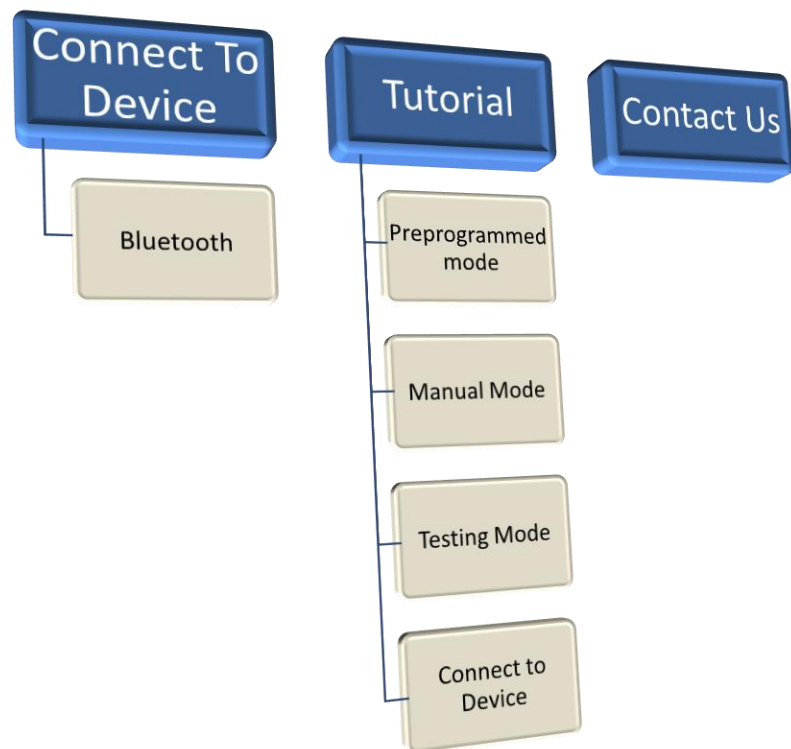 Connect To
Device
Bluetooth
Tutorial
Preprogrammed
mode
Manual Mode
Testing Mode
Connect to
Device
Contact Us